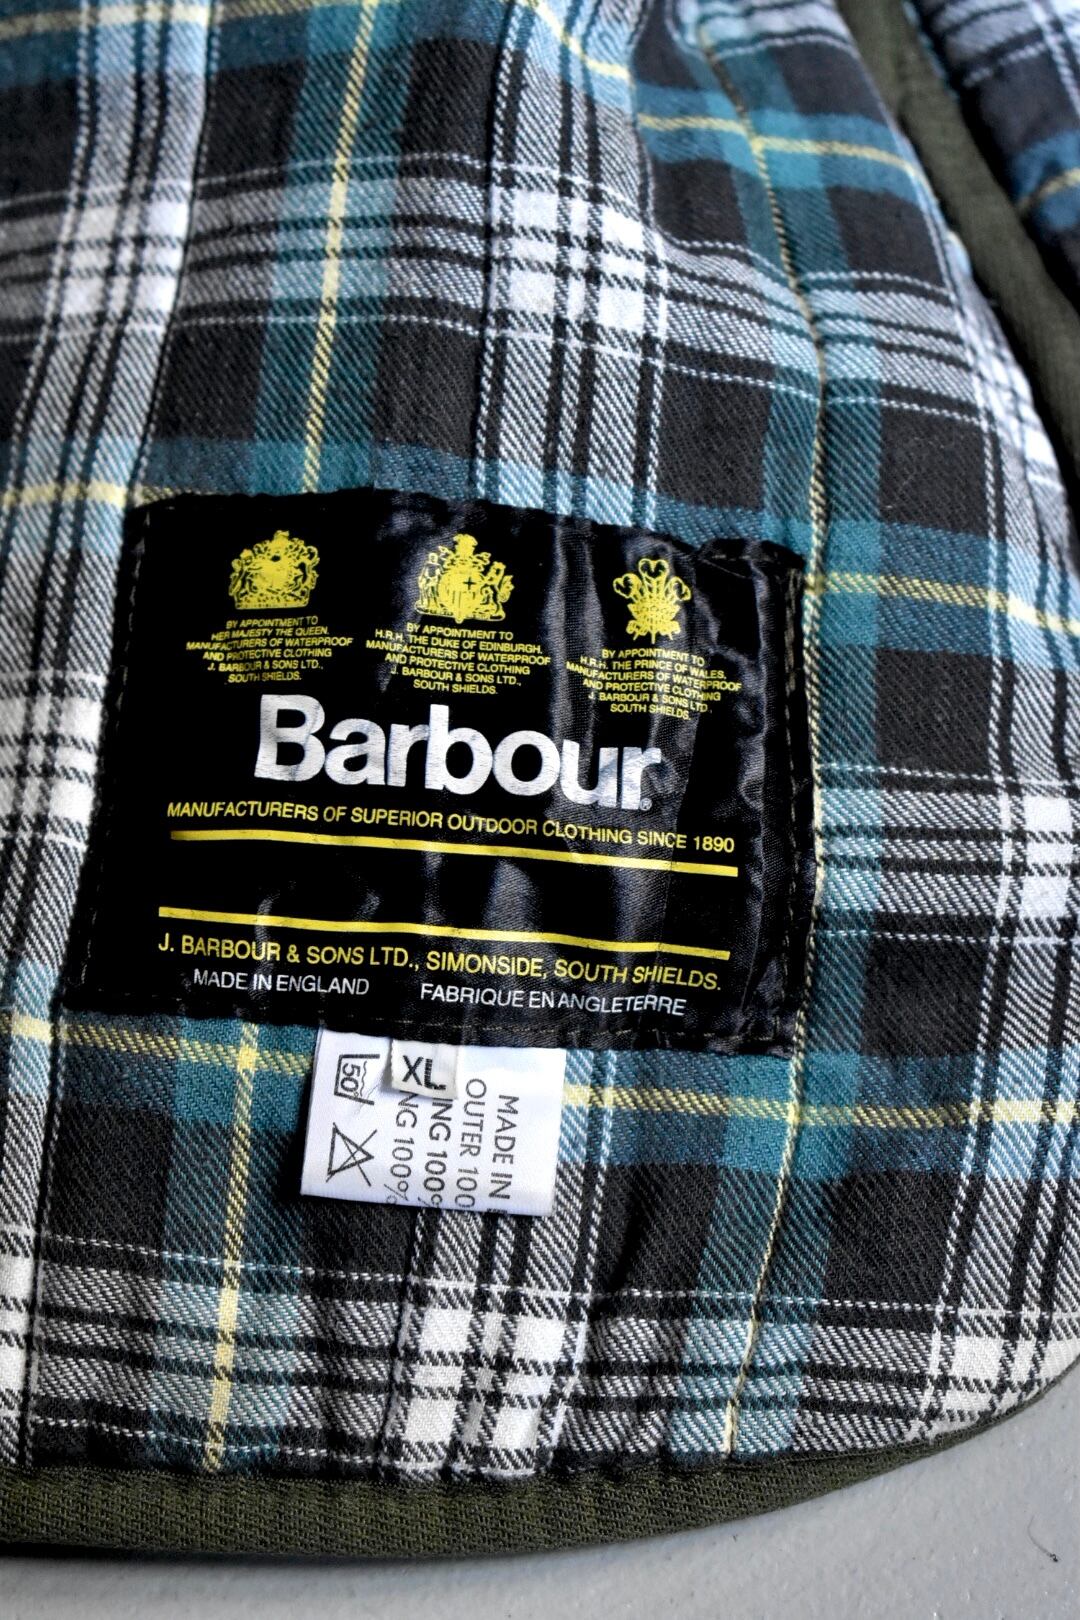 BY APPOINTMENT TO
HER MAJESTY THE QUEEN.
MANUFACTURERS OF WATERPROOF
AND PROTECTIVE CLOTHING
J. BARBOUR & SONS LTD.,
SOUTH SHIELDS.
BY APPOINTMENT TO
H.R.H. THE DUKE OF EDINBURGH.
MANUFACTURERS OF WATERPROOF
AND PROTECTIVE CLOTHING
J. BARBOUR & SONS LTD.,
SOUTH SHIELDS.
BY APPOINTMENT TO
H.R.H. THE PRINCE OF WALES.
MANUFACTURERS OF WATERPROOF
AND PROTECTIVE CLOTHING
J. BARBOUR & SONS LTD,
SOUTH SHIELDS.
Barbour®
MANUFACTURERS OF SUPERIOR OUTDOOR CLOTHING SINCE 1890
J. BARBOUR & SONS LTD., SIMONSIDE, SOUTH SHIELDS.
MADE IN ENGLAND FABRIQUE EN ANGLETERRE
XL
MADE IN
OUTER 100
NG 100%
NG 100%
50°